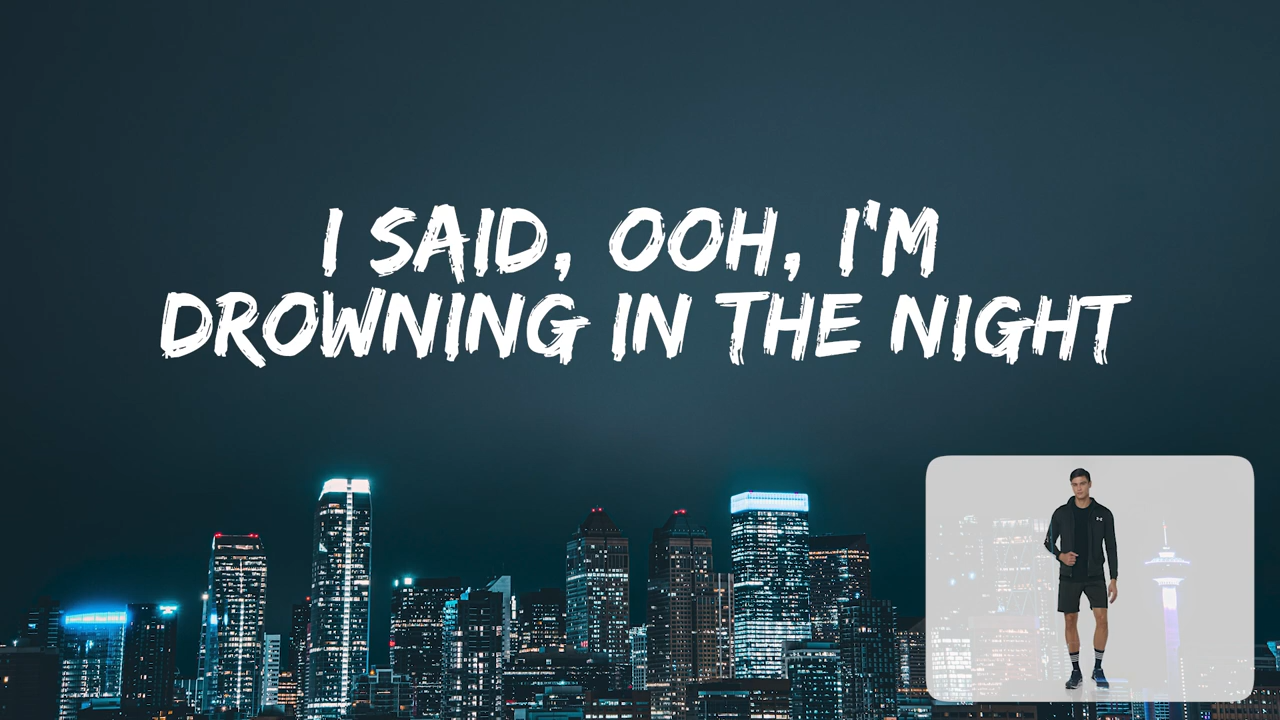 I SAID, OOH, I'M
DROWNING IN THE NIGHT